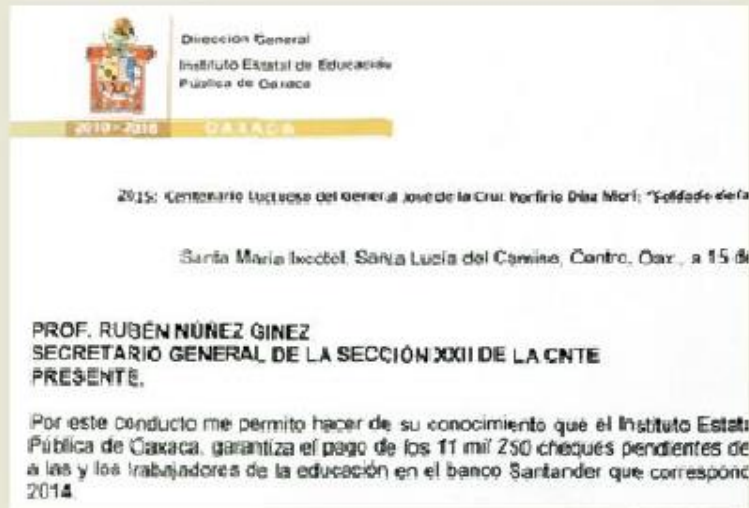 Dirección General
Instituto Estatal de Educación
Pública de Oaxaca
2010 - 2016 OAXACA
2015: Centenario Luctuoso del General José de la Cruz Porfirio Díaz Mori; "Soldado de la
Santa María Ixcotel, Santa Lucía del Camino, Centro, Oax., a 15 de
PROF. RUBÉN NÚÑEZ GINEZ
SECRETARIO GENERAL DE LA SECCIÓN XXII DE LA CNTE
PRESENTE.
Por este conducto me permito hacer de su conocimiento que el Instituto Estat
Pública de Oaxaca, garantiza el pago de los 11 mil 250 cheques pendientes de
a las y los trabajadores de la educación en el banco Santander que correspond
2014.